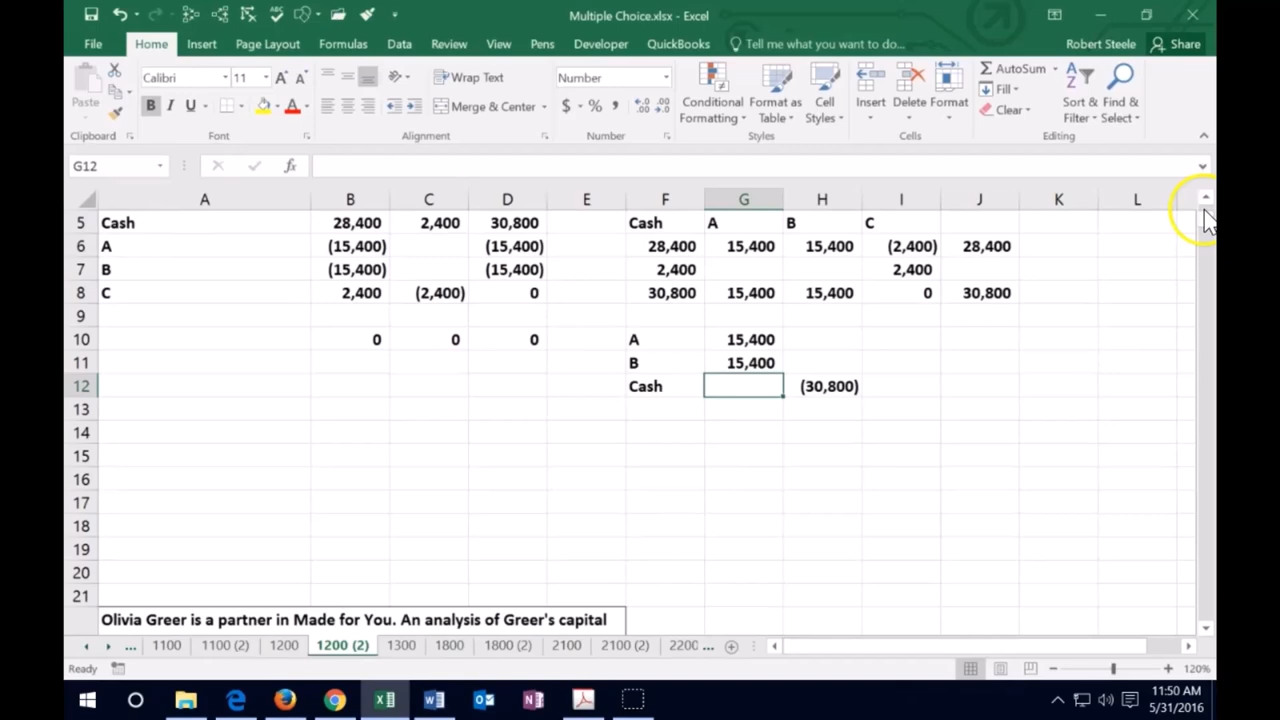 Multiple Choice.xlsx - Excel
File Home Insert Page Layout Formulas Data Review View Pens Developer QuickBooks Tell me what you want to do... Robert Steele Share
Paste Calibri 11 A A Wrap Text Number Conditional Formatting Format as Table Cell Styles Insert Delete Format AutoSum Sort & Filter Find & Select
B I U Merge & Center $ % , Fill
Clear
Clipboard Font Alignment Number Styles Cells Editing
G12 fx
A B C D E F G H I J K L
5 Cash 28,400 2,400 30,800 Cash A B C
6 A (15,400) (15,400) 28,400 15,400 15,400 (2,400) 28,400
7 B (15,400) (15,400) 2,400 2,400
8 C 2,400 (2,400) 0 30,800 15,400 15,400 0 30,800
9
10 0 0 0 A 15,400
11 B 15,400
12 Cash (30,800)
13
14
15
16
17
18
19
20
21
Olivia Greer is a partner in Made for You. An analysis of Greer's capital
... 1100 1100 (2) 1200 1200 (2) 1300 1800 1800 (2) 2100 2100 (2) 2200 ...
Ready 120%
11:50 AM
5/31/2016